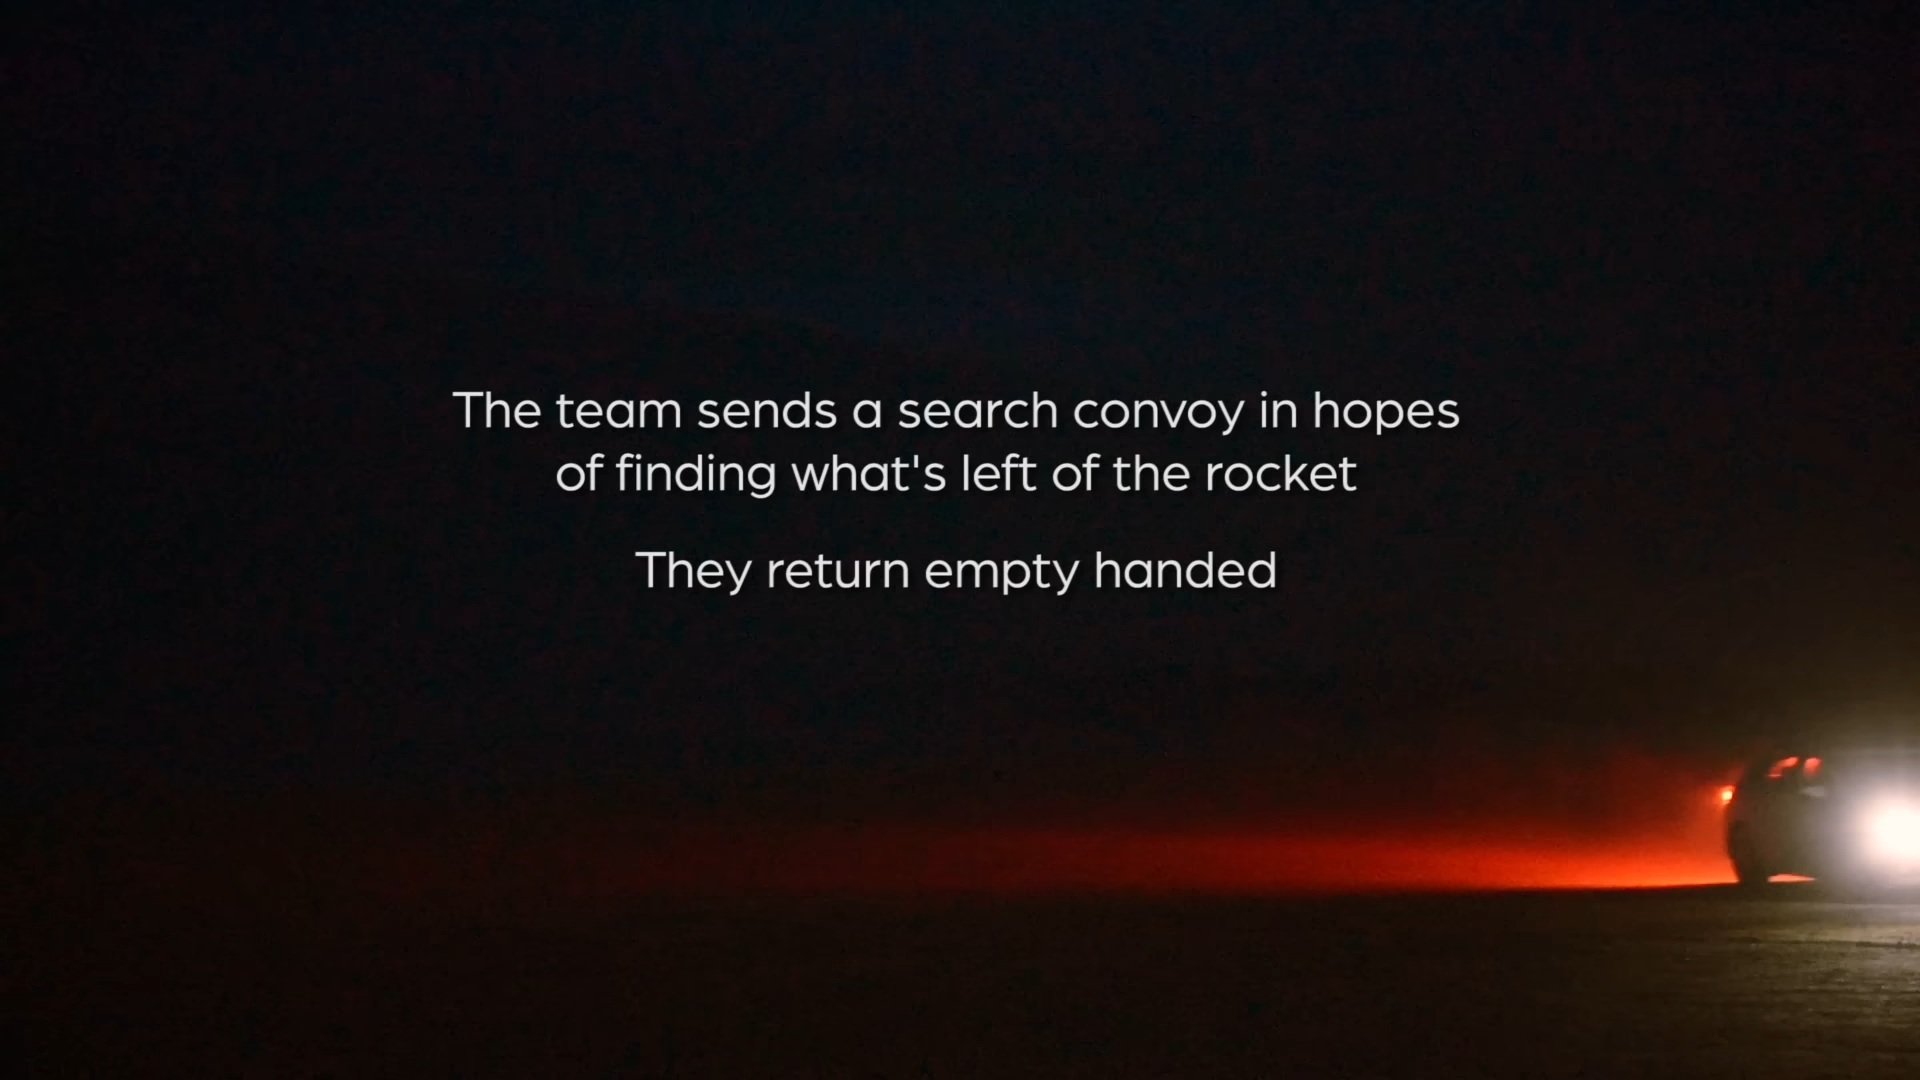 The team sends a search convoy in hopes
of finding what's left of the rocket
They return empty handed